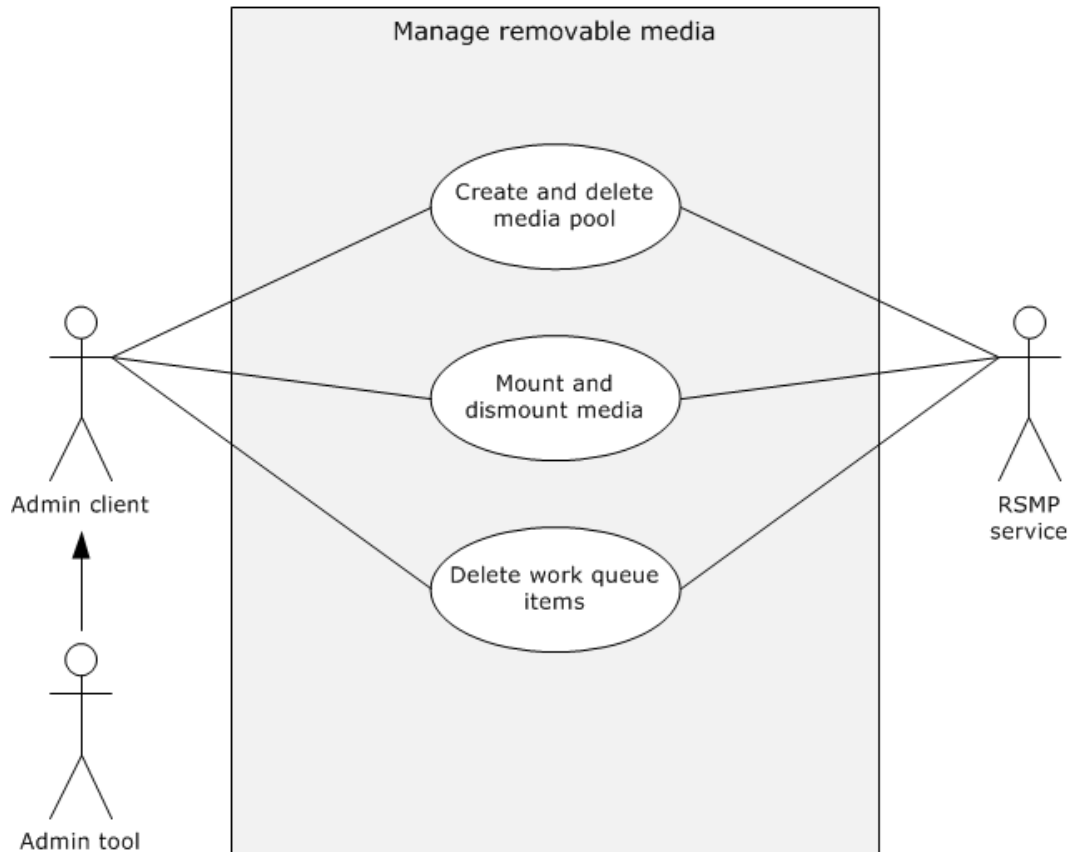 Manage removable media
Create and delete
media pool
Mount and
dismount media
Admin client
RSMP
service
Delete work queue
items
Admin tool